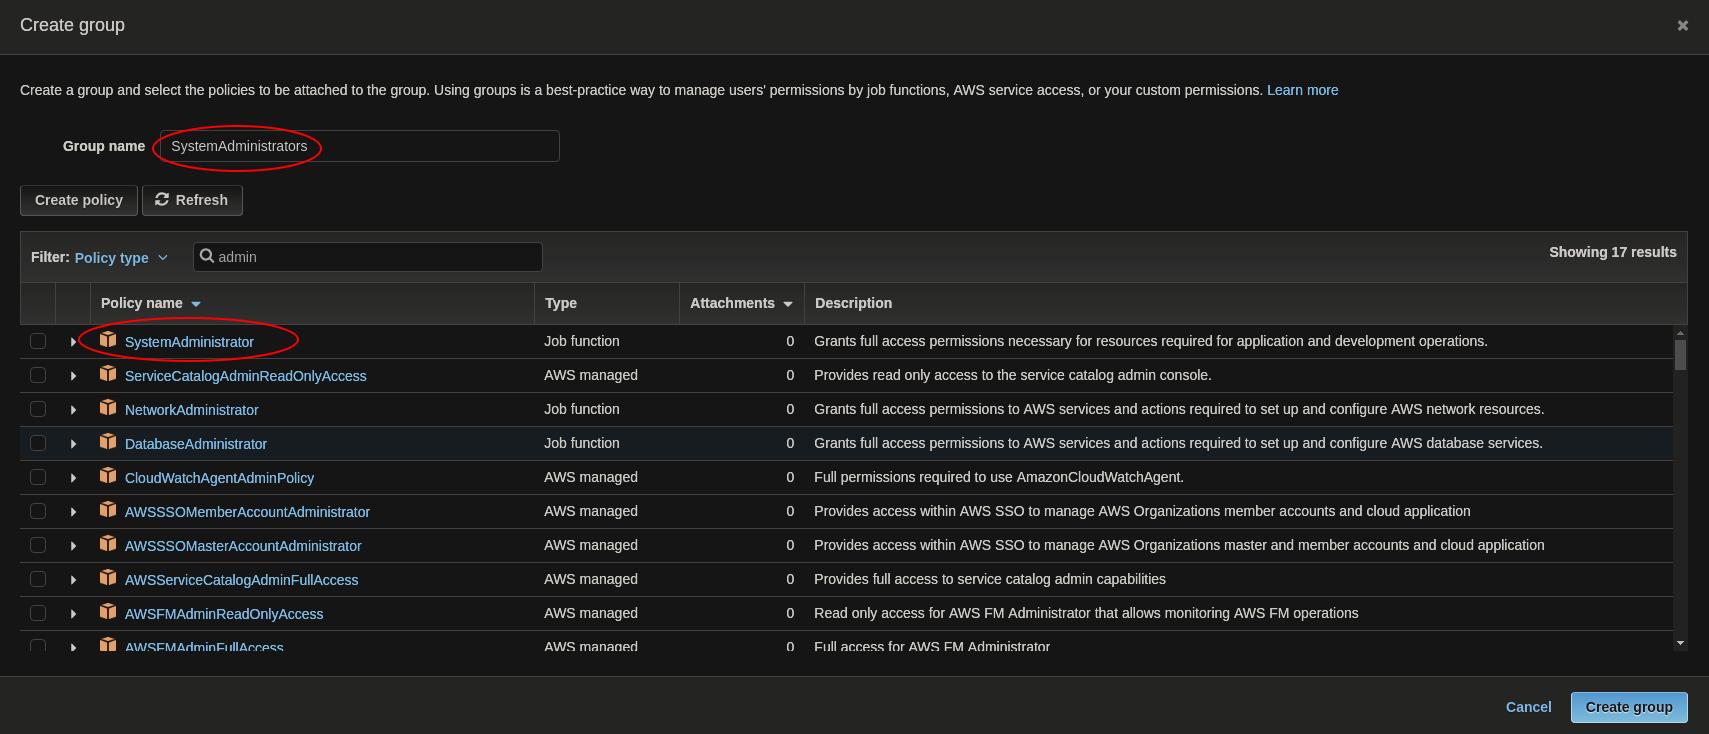 Create group
Create a group and select the policies to be attached to the group. Using groups is a best-practice way to manage users' permissions by job functions, AWS service access, or your custom permissions. Learn more
Group name SystemAdministrators
Create policy Refresh
Filter: Policy type admin Showing 17 results
Policy name Type Attachments Description
SystemAdministrator Job function 0 Grants full access permissions necessary for resources required for application and development operations.
ServiceCatalogAdminReadOnlyAccess AWS managed 0 Provides read only access to the service catalog admin console.
NetworkAdministrator Job function 0 Grants full access permissions to AWS services and actions required to set up and configure AWS network resources.
DatabaseAdministrator Job function 0 Grants full access permissions to AWS services and actions required to set up and configure AWS database services.
CloudWatchAgentAdminPolicy AWS managed 0 Full permissions required to use AmazonCloudWatchAgent.
AWSSSOMemberAccountAdministrator AWS managed 0 Provides access within AWS SSO to manage AWS Organizations member accounts and cloud application
AWSSSOMasterAccountAdministrator AWS managed 0 Provides access within AWS SSO to manage AWS Organizations master and member accounts and cloud application
AWSServiceCatalogAdminFullAccess AWS managed 0 Provides full access to service catalog admin capabilities
AWSFMAdminReadOnlyAccess AWS managed 0 Read only access for AWS FM Administrator that allows monitoring AWS FM operations
AWSFMAdminFullAccess AWS managed 0 Full access for AWS FM Administrator
Cancel Create group